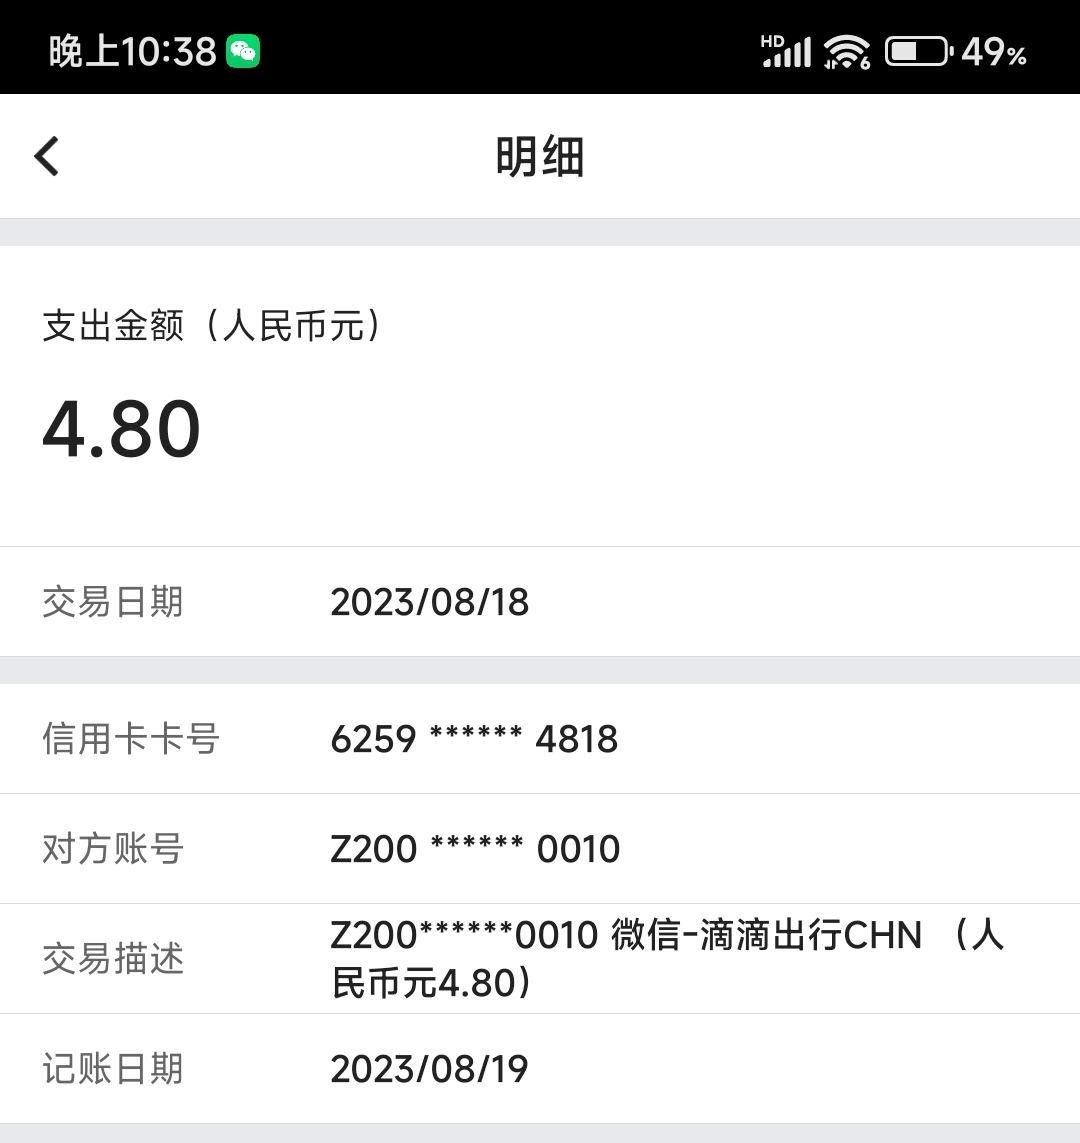 晚上10:38 HD 6 49%
明细
支出金额（人民币元）
4.80
交易日期 2023/08/18
信用卡卡号 6259 ****** 4818
对方账号 Z200 ****** 0010
交易描述 Z200******0010 微信-滴滴出行CHN （人
民币元4.80）
记账日期 2023/08/19